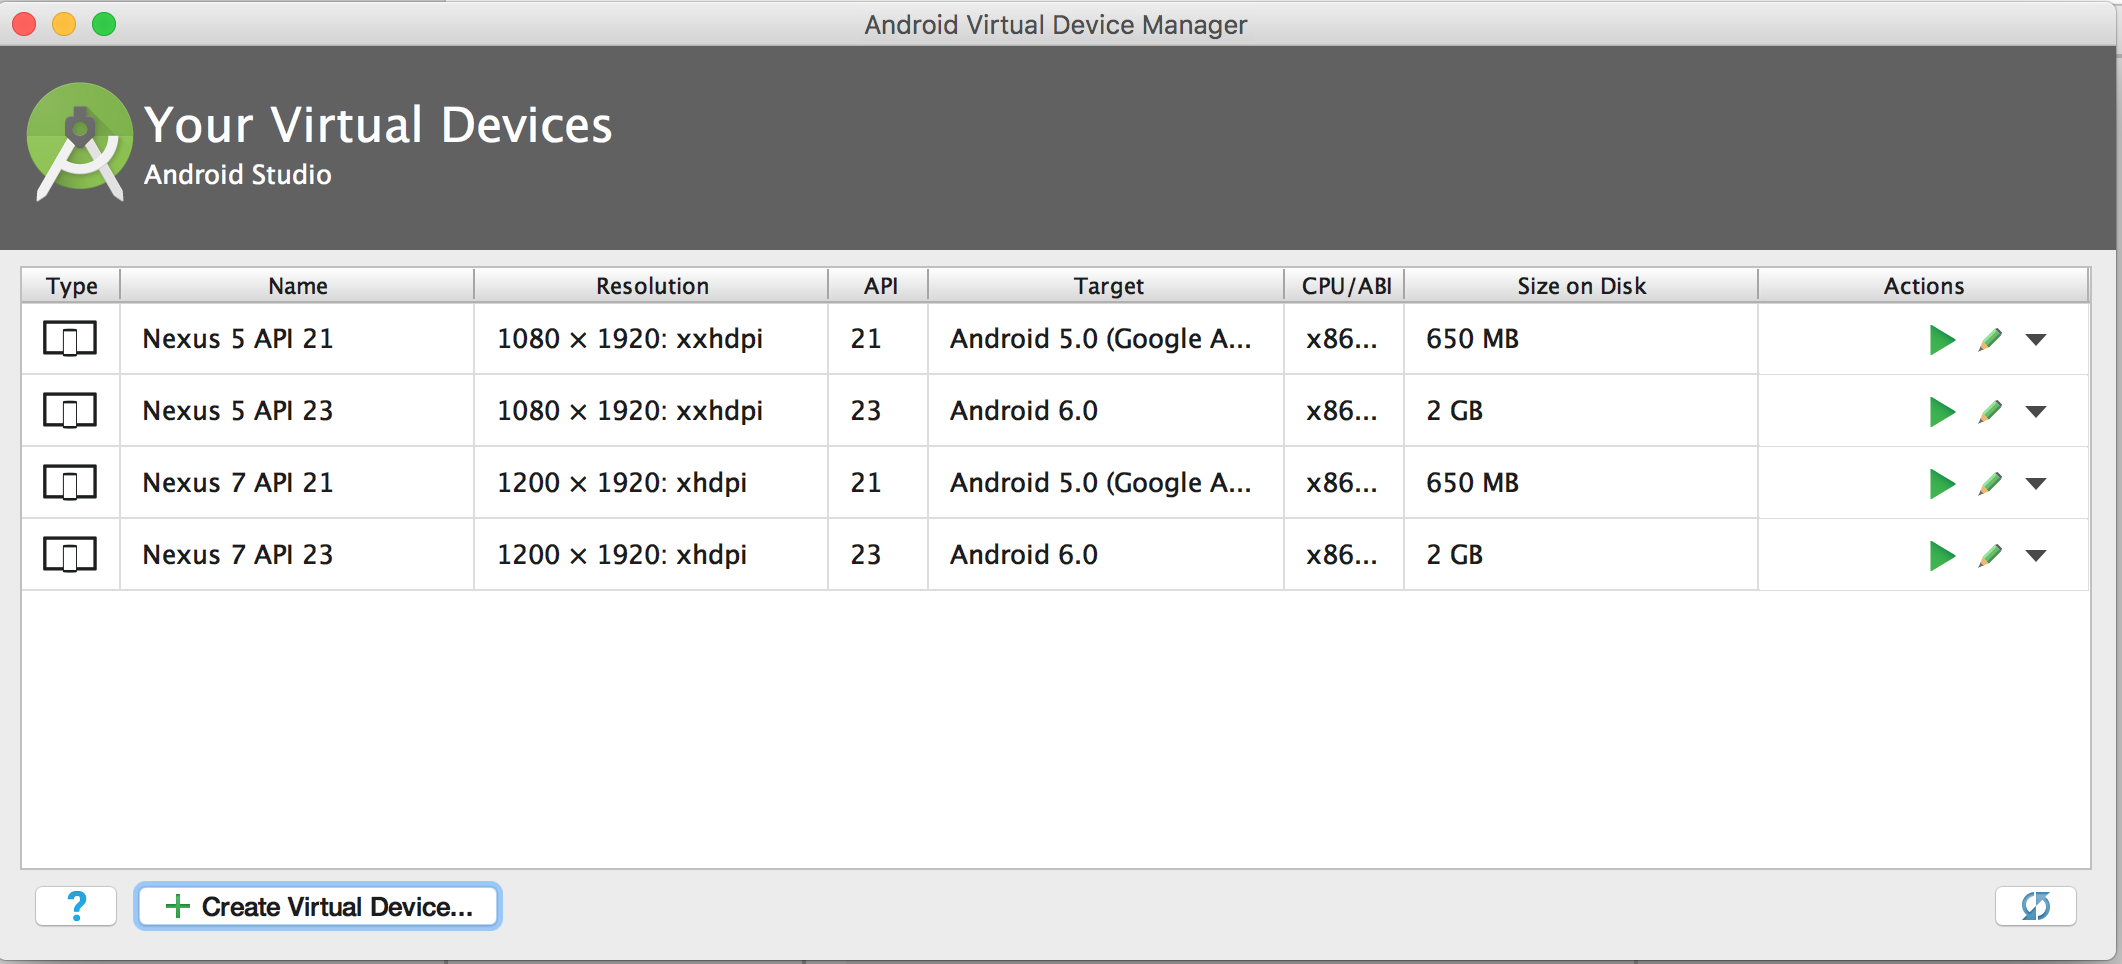 Android Virtual Device Manager
Your Virtual Devices
Android Studio
Type Name Resolution API Target CPU/ABI Size on Disk Actions
Nexus 5 API 21 1080 × 1920: xxhdpi 21 Android 5.0 (Google A... x86... 650 MB
Nexus 5 API 23 1080 × 1920: xxhdpi 23 Android 6.0 x86... 2 GB
Nexus 7 API 21 1200 × 1920: xhdpi 21 Android 5.0 (Google A... x86... 650 MB
Nexus 7 API 23 1200 × 1920: xhdpi 23 Android 6.0 x86... 2 GB
? + Create Virtual Device...